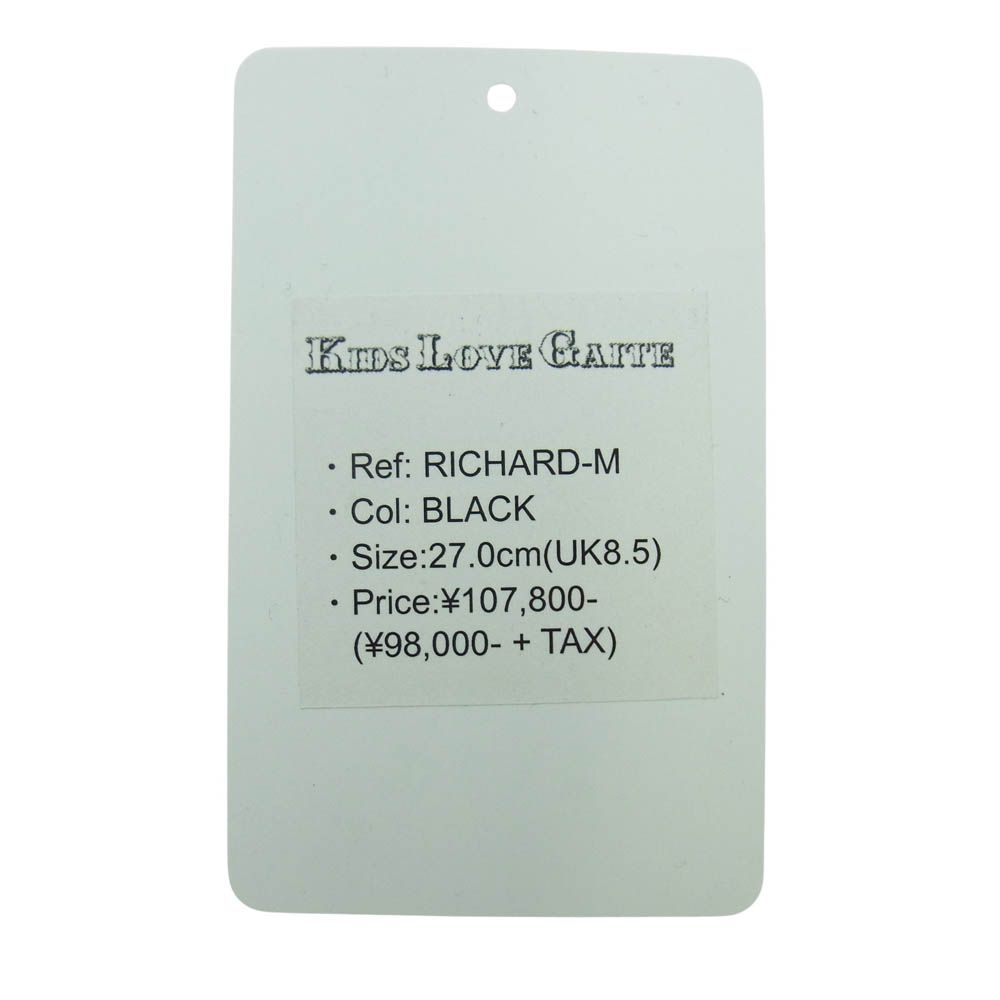 KIDS LOVE GAITE
・Ref: RICHARD-M
・Col: BLACK
・Size:27.0cm(UK8.5)
・Price:¥107,800-
(¥98,000- + TAX)